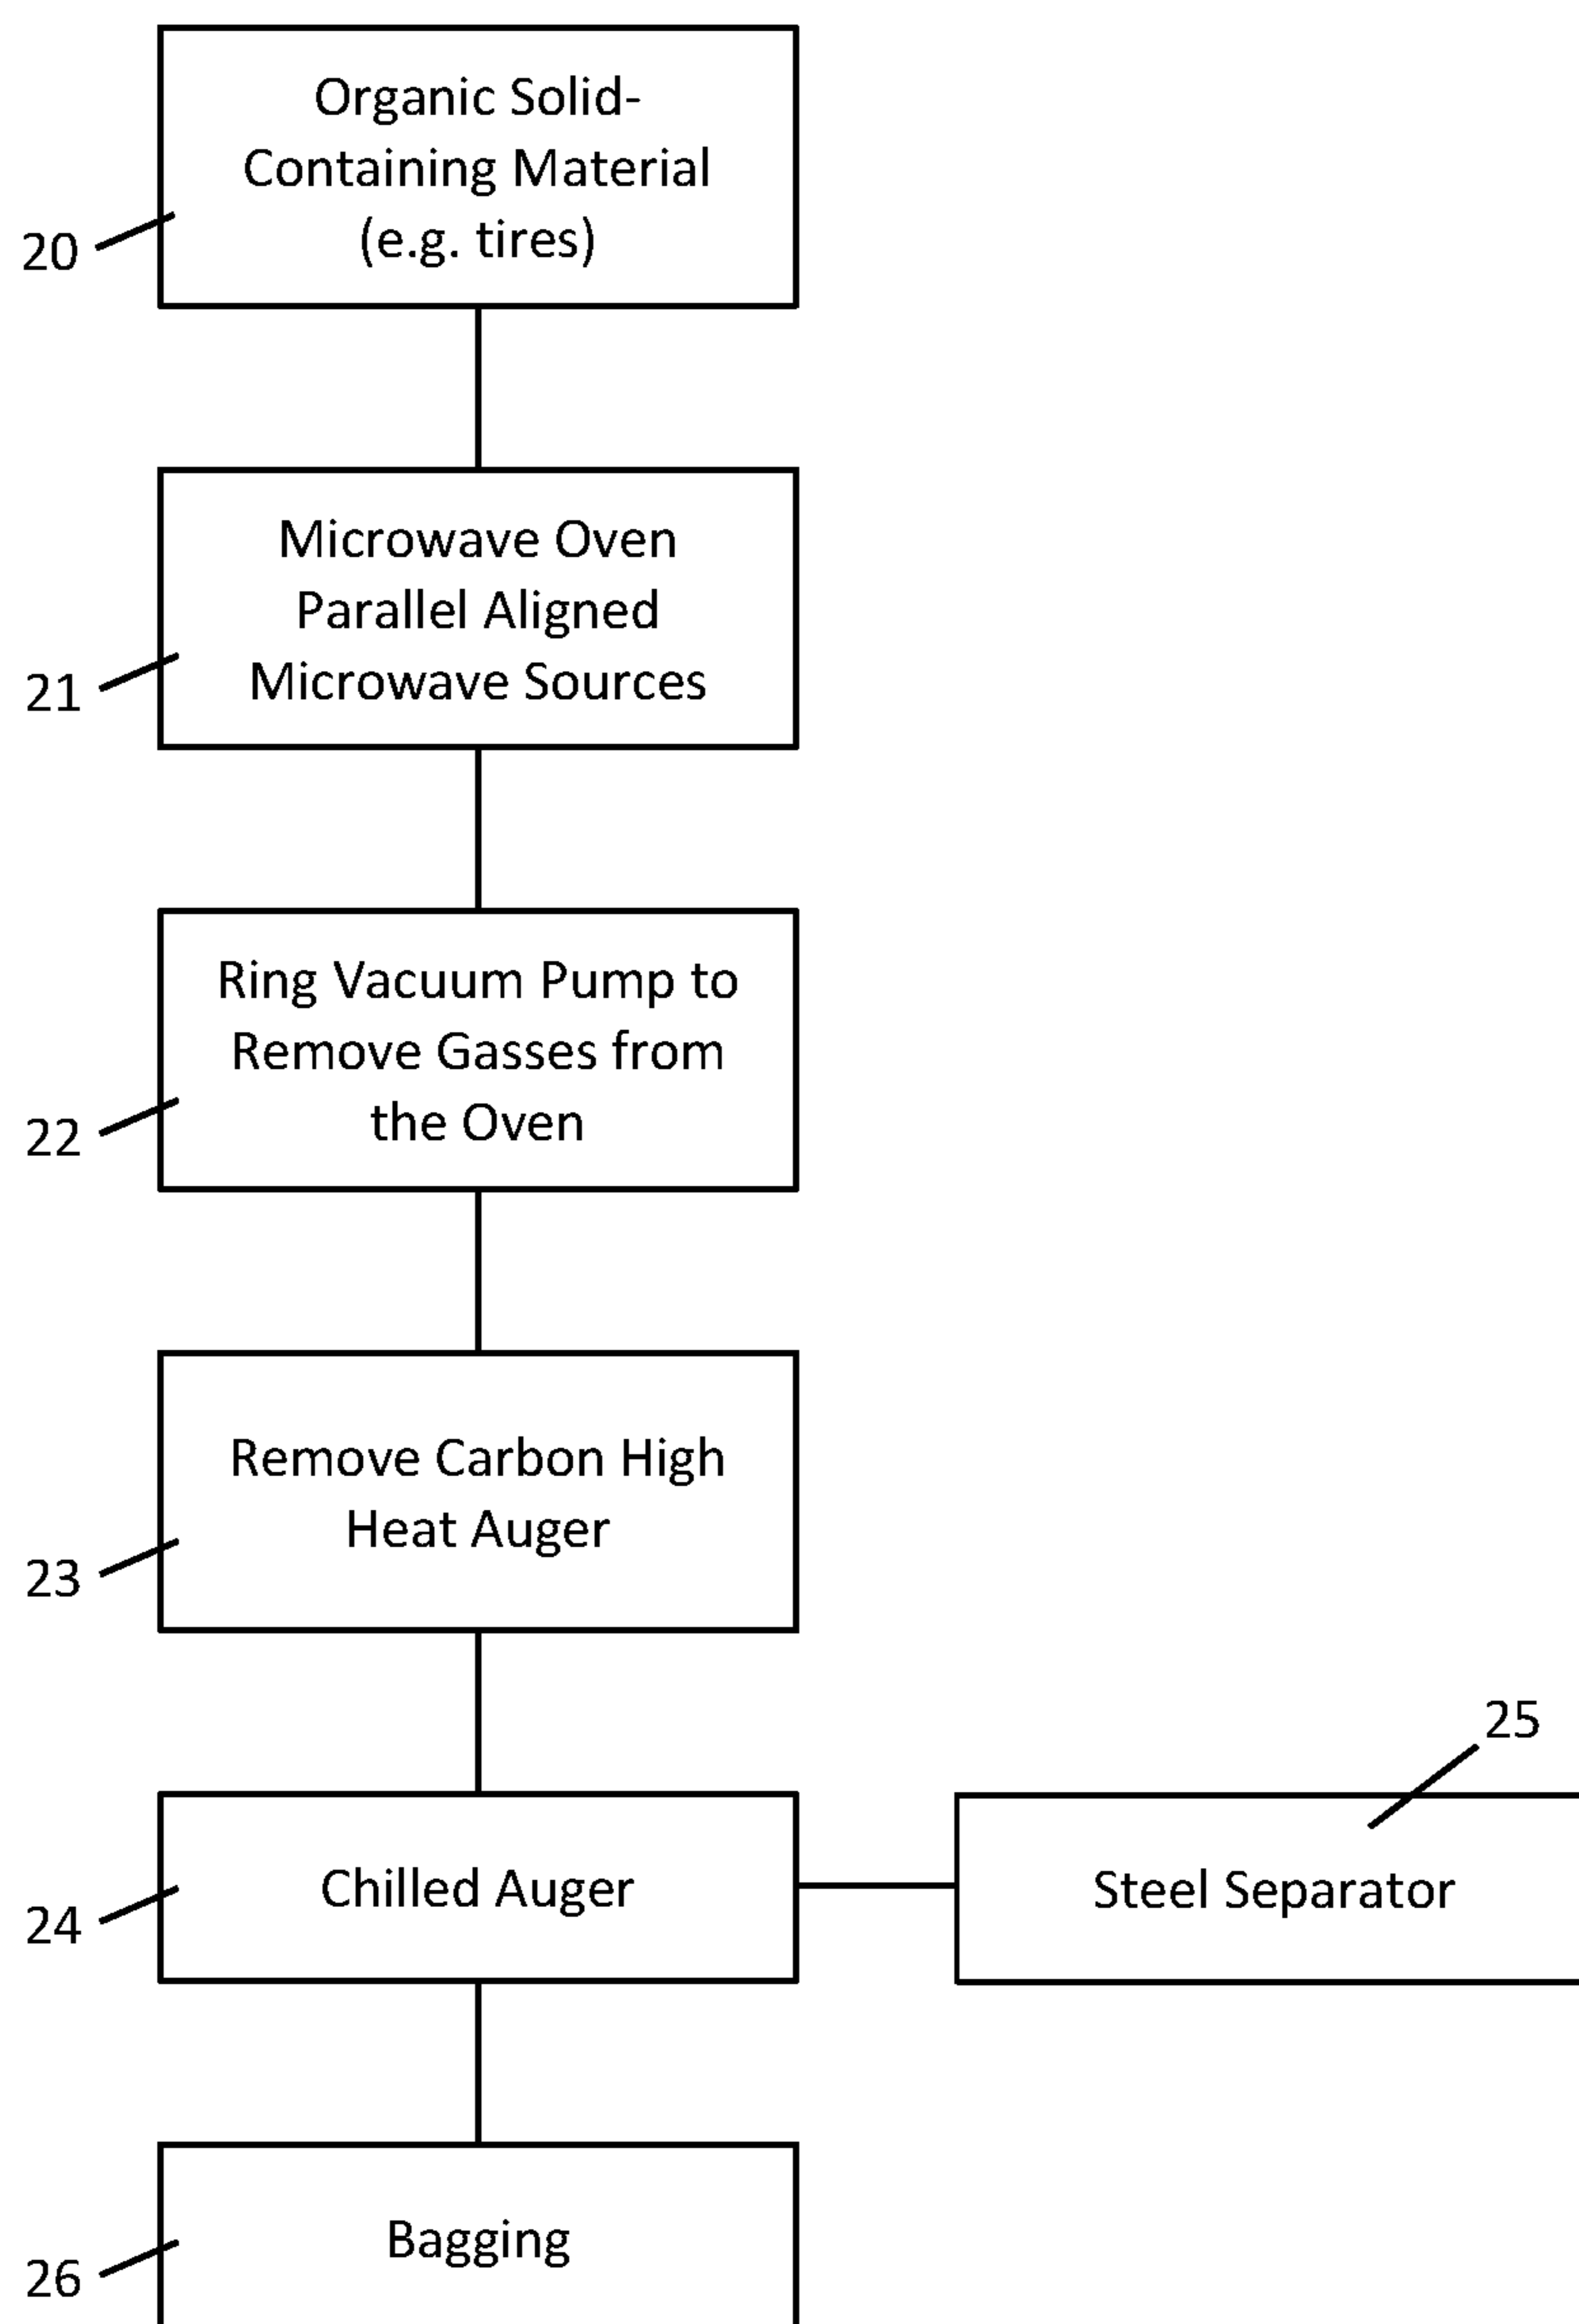 Organic Solid-
Containing Material
(e.g. tires)
20
Microwave Oven
Parallel Aligned
Microwave Sources
21
Ring Vacuum Pump to
Remove Gasses from
the Oven
22
Remove Carbon High
Heat Auger
23
25
Chilled Auger
24
Steel Separator
Bagging
26